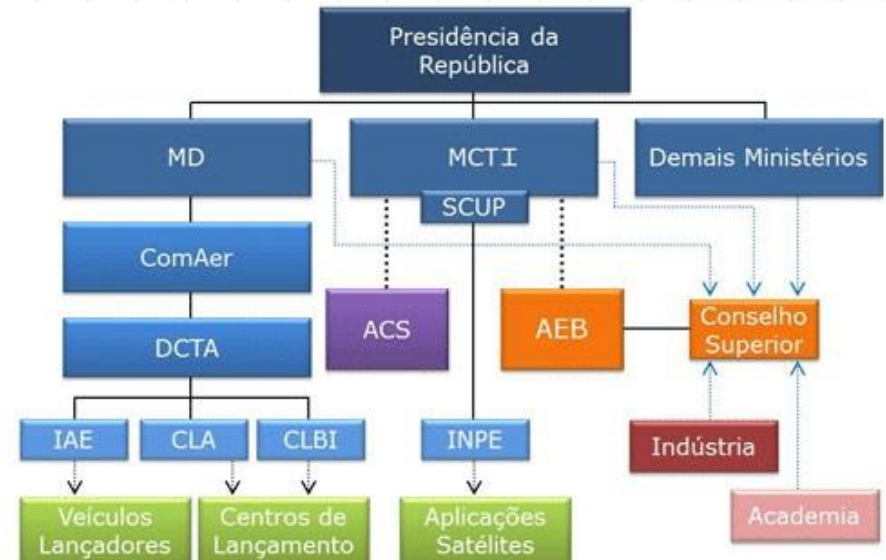 Presidência da
República
MD
MCTI
Demais Ministérios
SCUP
ComAer
ACS
AEB
Conselho
Superior
DCTA
IAE
CLA
CLBI
INPE
Indústria
Veículos
Lançadores
Centros de
Lançamento
Aplicações
Satélites
Academia